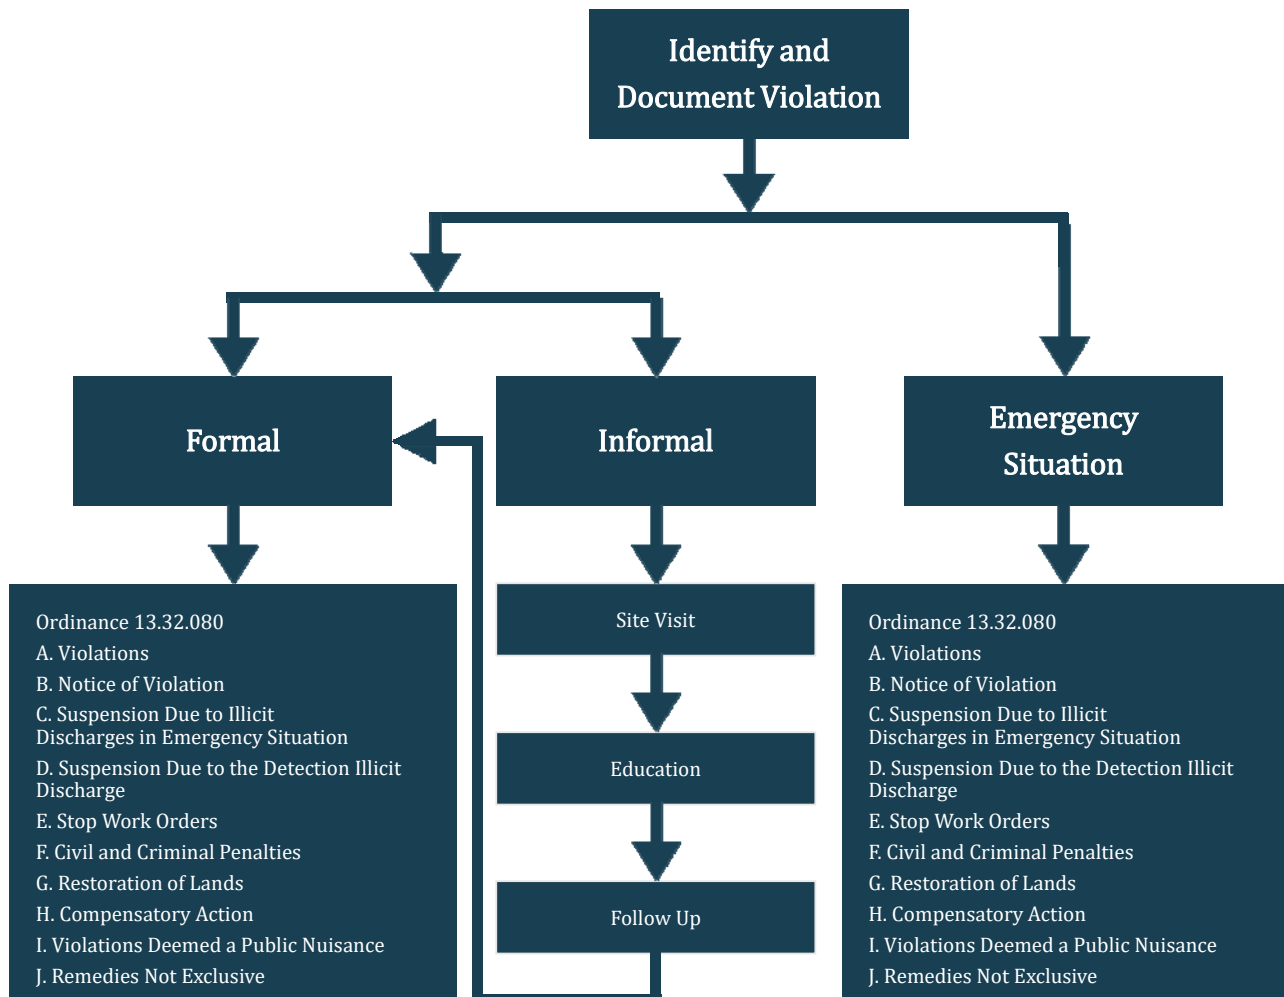 Identify and
Document Violation
Formal
Informal
Emergency
Situation
Ordinance 13.32.080
A. Violations
B. Notice of Violation
C. Suspension Due to Illicit
Discharges in Emergency Situation
D. Suspension Due to the Detection Illicit
Discharge
E. Stop Work Orders
F. Civil and Criminal Penalties
G. Restoration of Lands
H. Compensatory Action
I. Violations Deemed a Public Nuisance
J. Remedies Not Exclusive
Site Visit
Education
Follow Up
Ordinance 13.32.080
A. Violations
B. Notice of Violation
C. Suspension Due to Illicit
Discharges in Emergency Situation
D. Suspension Due to the Detection Illicit
Discharge
E. Stop Work Orders
F. Civil and Criminal Penalties
G. Restoration of Lands
H. Compensatory Action
I. Violations Deemed a Public Nuisance
J. Remedies Not Exclusive